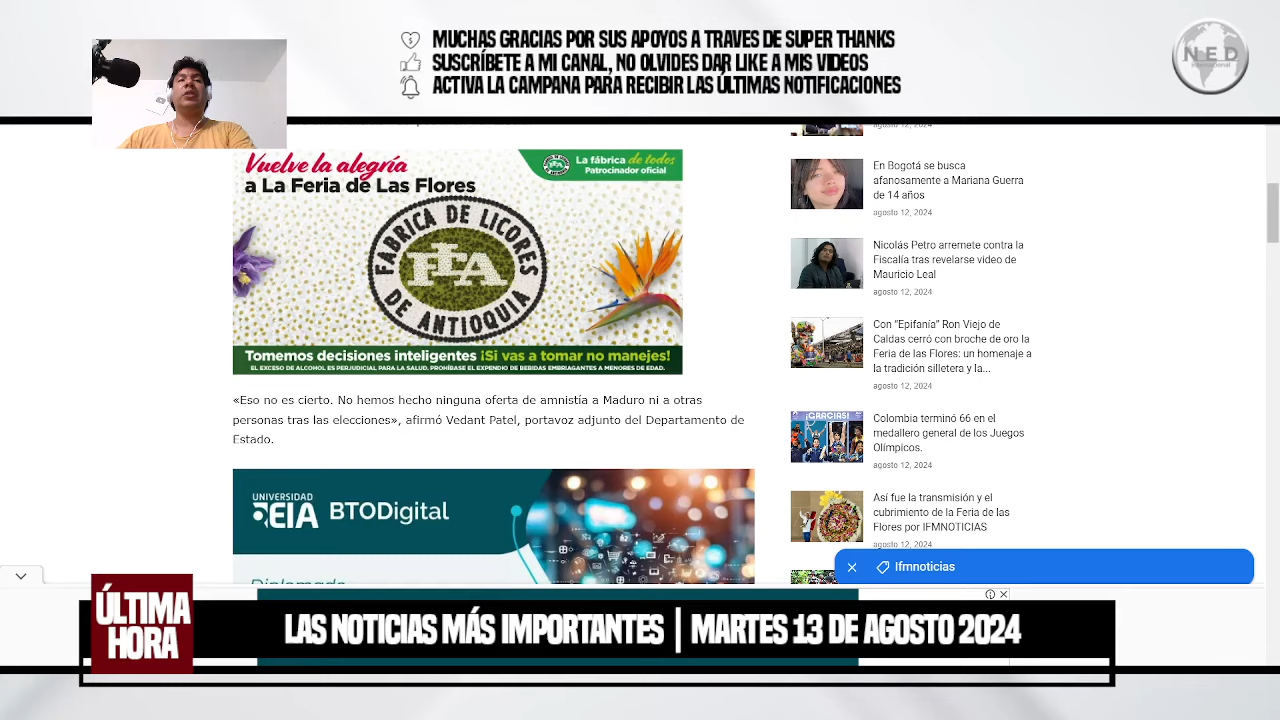 MUCHAS GRACIAS POR SUS APOYOS A TRAVES DE SUPER THANKS
SUSCRÍBETE A MI CANAL, NO OLVIDES DAR LIKE A MIS VIDEOS
ACTIVA LA CAMPANA PARA RECIBIR LAS ÚLTIMAS NOTIFICACIONES
N.E.D
International
Vuelve la alegría
a La Feria de Las Flores
La fábrica de todos
Patrocinador oficial
FABRICA DE LICORES
FLA
DE ANTIOQUIA
Tomemos decisiones inteligentes ¡Si vas a tomar no manejes!
EL EXCESO DE ALCOHOL ES PERJUDICIAL PARA LA SALUD. PROHÍBASE EL EXPENDIO DE BEBIDAS EMBRIAGANTES A MENORES DE EDAD.
«Eso no es cierto. No hemos hecho ninguna oferta de amnistía a Maduro ni a otras
personas tras las elecciones», afirmó Vedant Patel, portavoz adjunto del Departamento de
Estado.
UNIVERSIDAD
EIA
BTODigital
Diplomado
agosto 12, 2024
En Bogotá se busca
afanosamente a Mariana Guerra
de 14 años
agosto 12, 2024
Nicolás Petro arremete contra la
Fiscalía tras revelarse video de
Mauricio Leal
agosto 12, 2024
Con "Epifanía" Ron Viejo de
Caldas cerró con broche de oro la
Feria de las Flores: un homenaje a
la tradición silletera y la...
agosto 12, 2024
¡GRACIAS!
Colombia terminó 66 en el
medallero general de los Juegos
Olímpicos.
agosto 12, 2024
Así fue la transmisión y el
cubrimiento de la Feria de las
Flores por IFMNOTICIAS
agosto 12, 2024
Ifmnoticias
ÚLTIMA
HORA
LAS NOTICIAS MÁS IMPORTANTES | MARTES 13 DE AGOSTO 2024